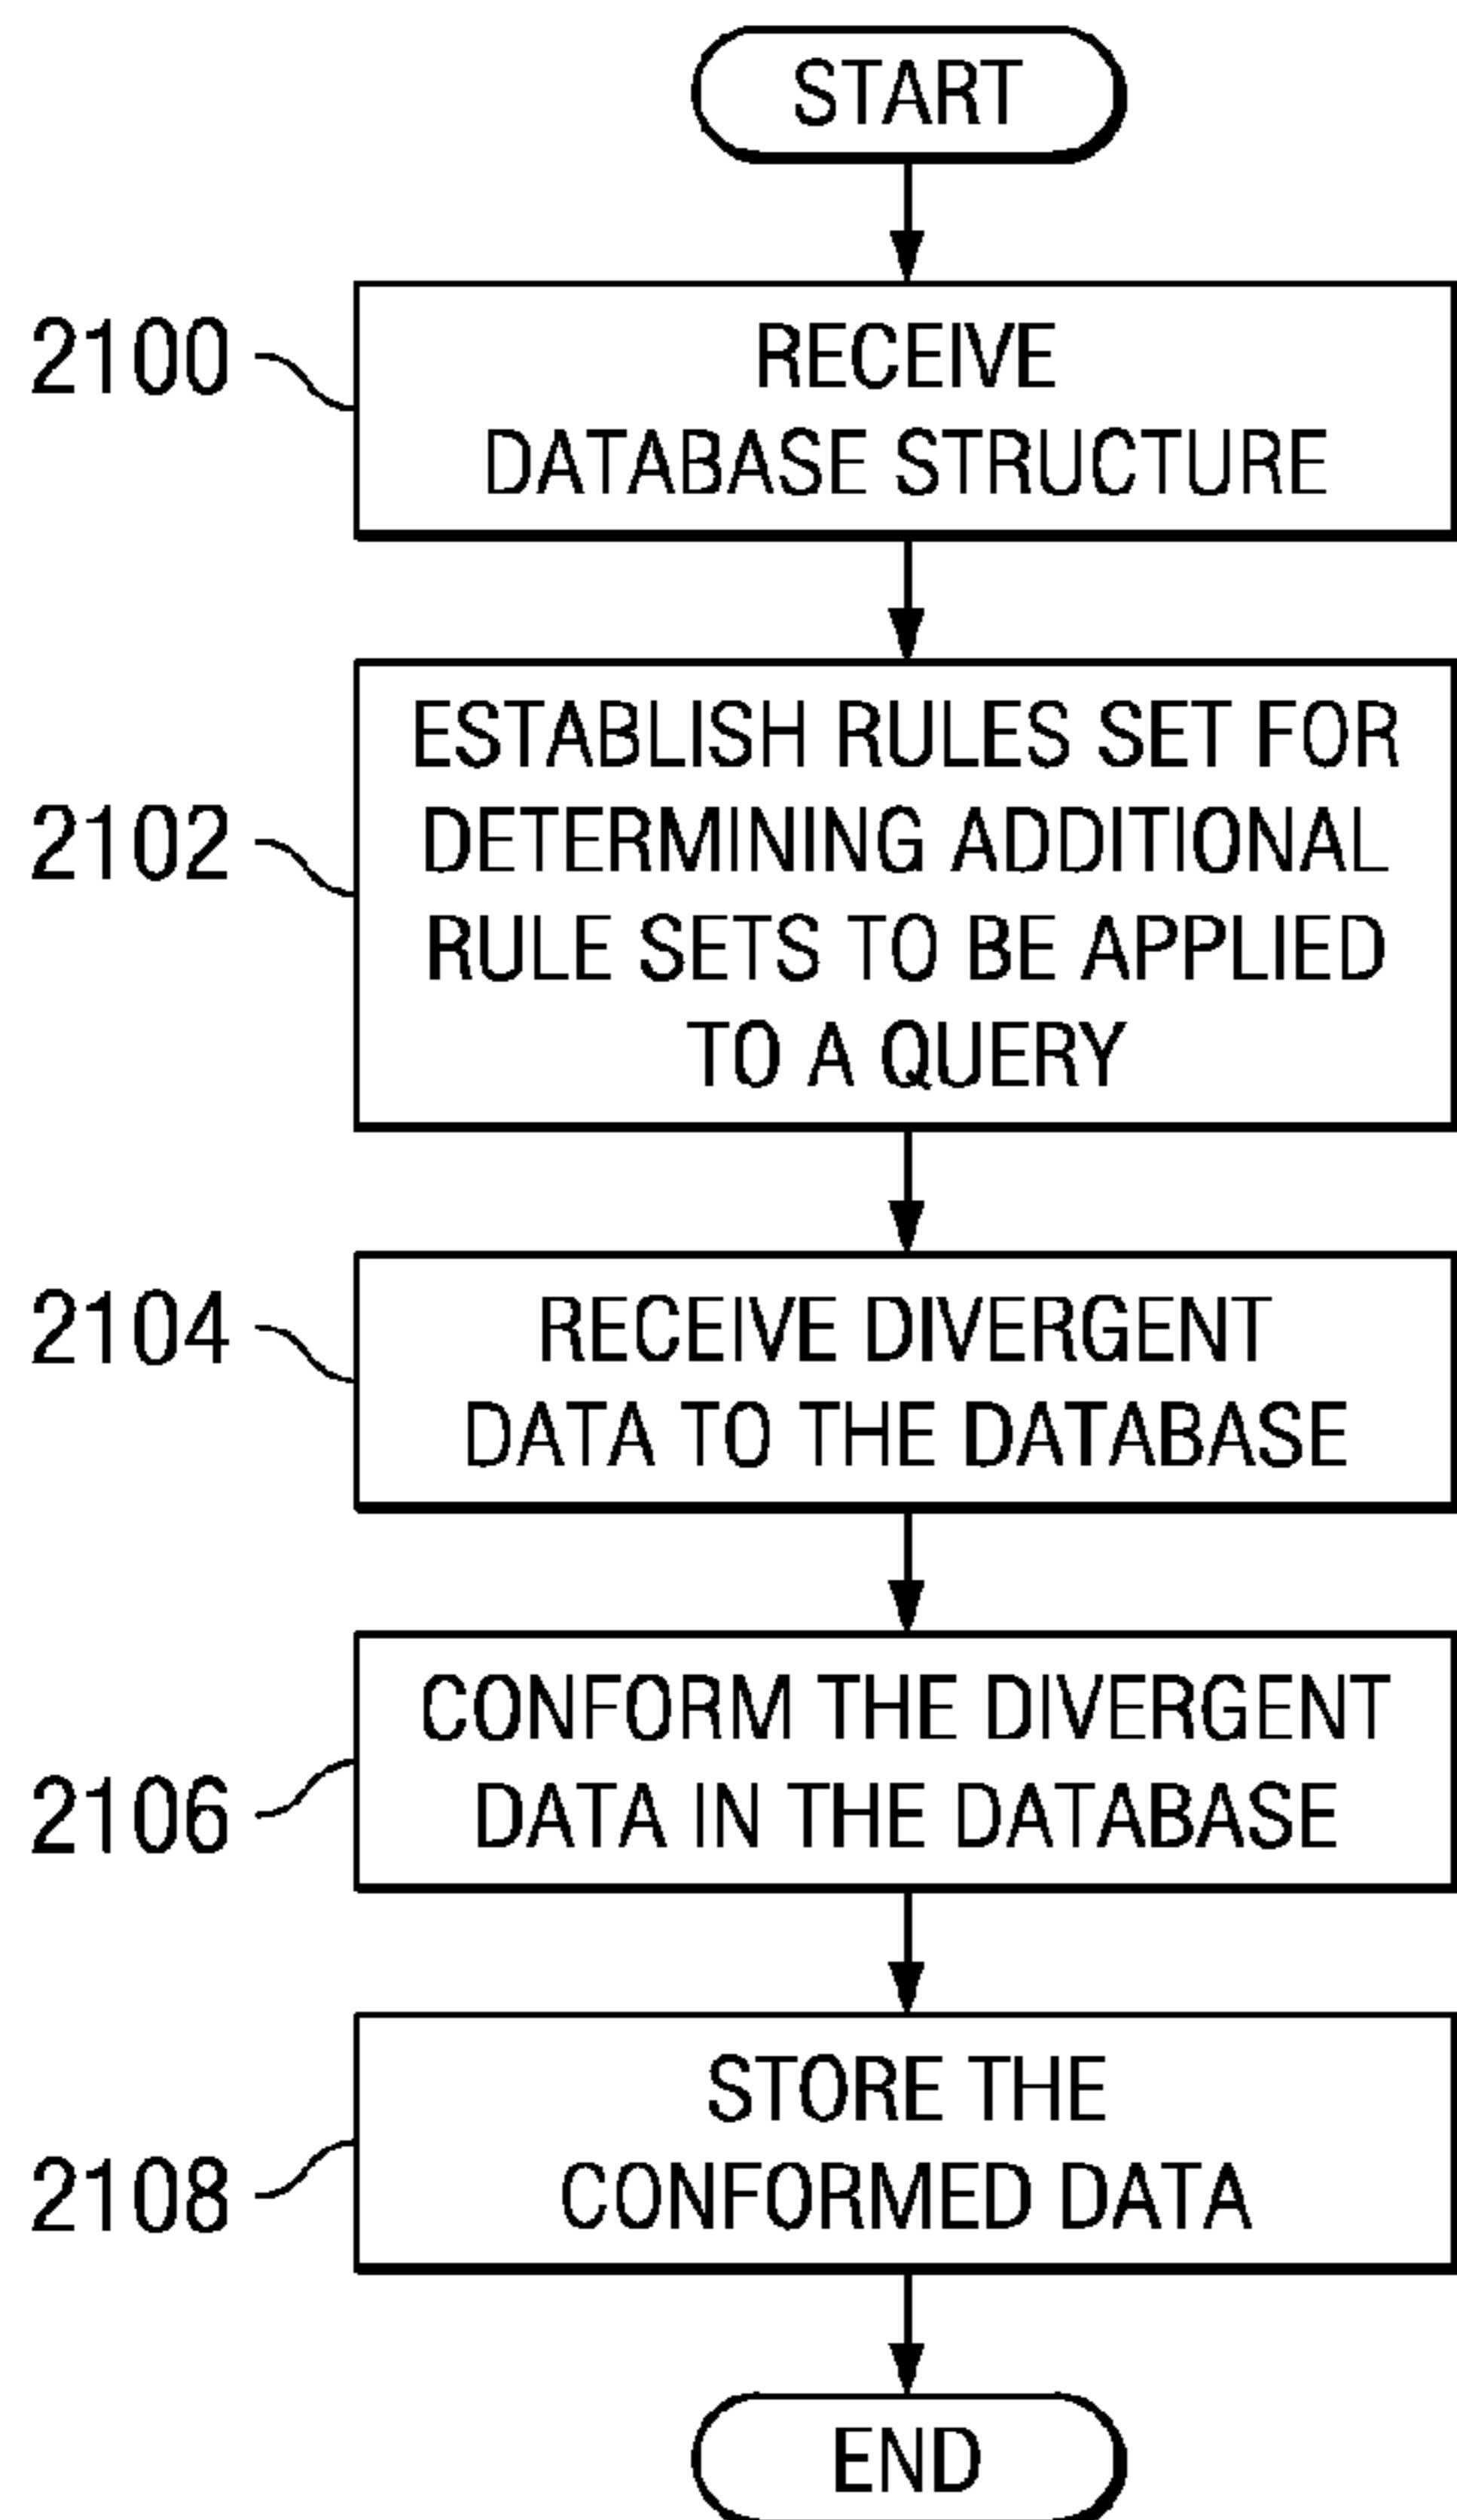 START
2100
RECEIVE
DATABASE STRUCTURE
2102
ESTABLISH RULES SET FOR
DETERMINING ADDITIONAL
RULE SETS TO BE APPLIED
TO A QUERY
2104
RECEIVE DIVERGENT
DATA TO THE DATABASE
2106
CONFORM THE DIVERGENT
DATA IN THE DATABASE
2108
STORE THE
CONFORMED DATA
END